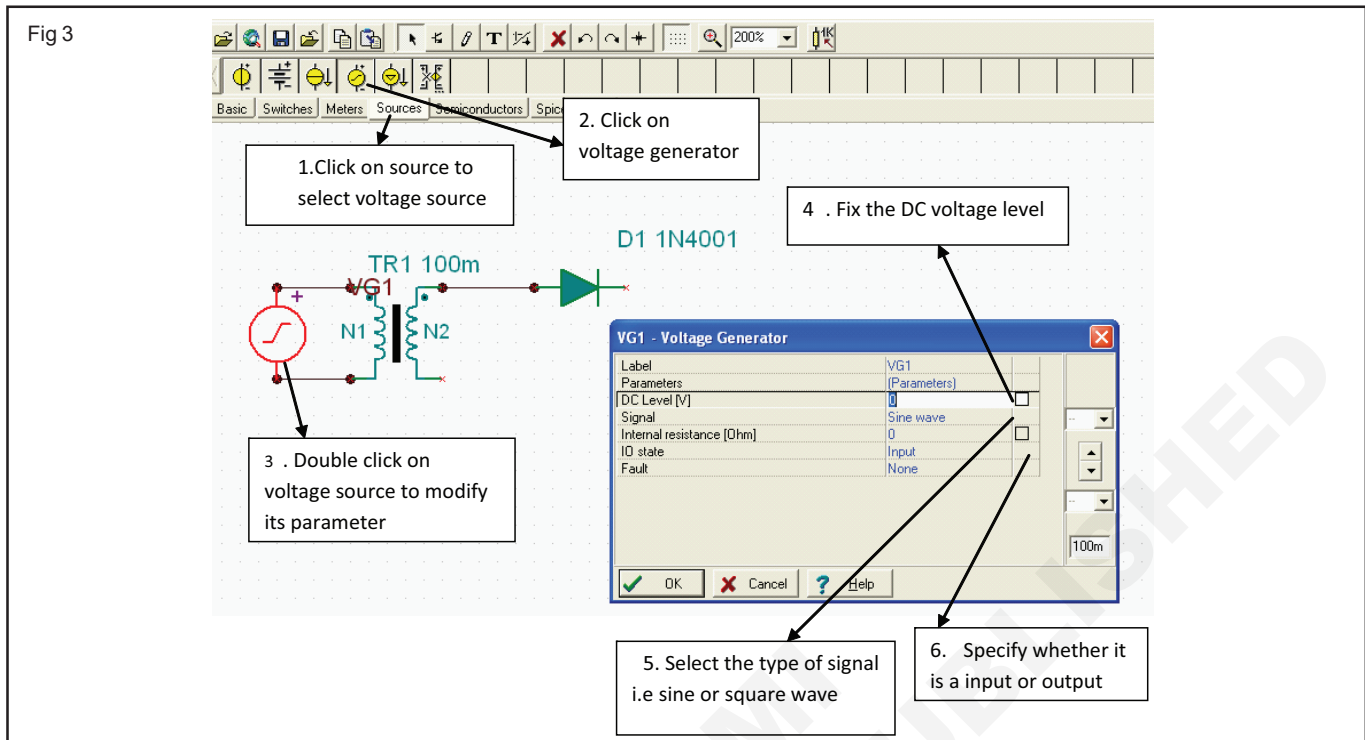 Fig 3
T
200%
1K
Basic Switches Meters Sources Semiconductors Spice
2. Click on
voltage generator
1.Click on source to
select voltage source
4 . Fix the DC voltage level
D1 1N4001
TR1 100m
VG1
+
N1 N2
VG1 - Voltage Generator
Label VG1
Parameters (Parameters)
DC Level [V] 0
Signal Sine wave
Internal resistance [Ohm] 0
IO state Input
Fault None
--
--
100m
OK Cancel ? Help
3 . Double click on
voltage source to modify
its parameter
5. Select the type of signal
i.e sine or square wave
6. Specify whether it
is a input or output